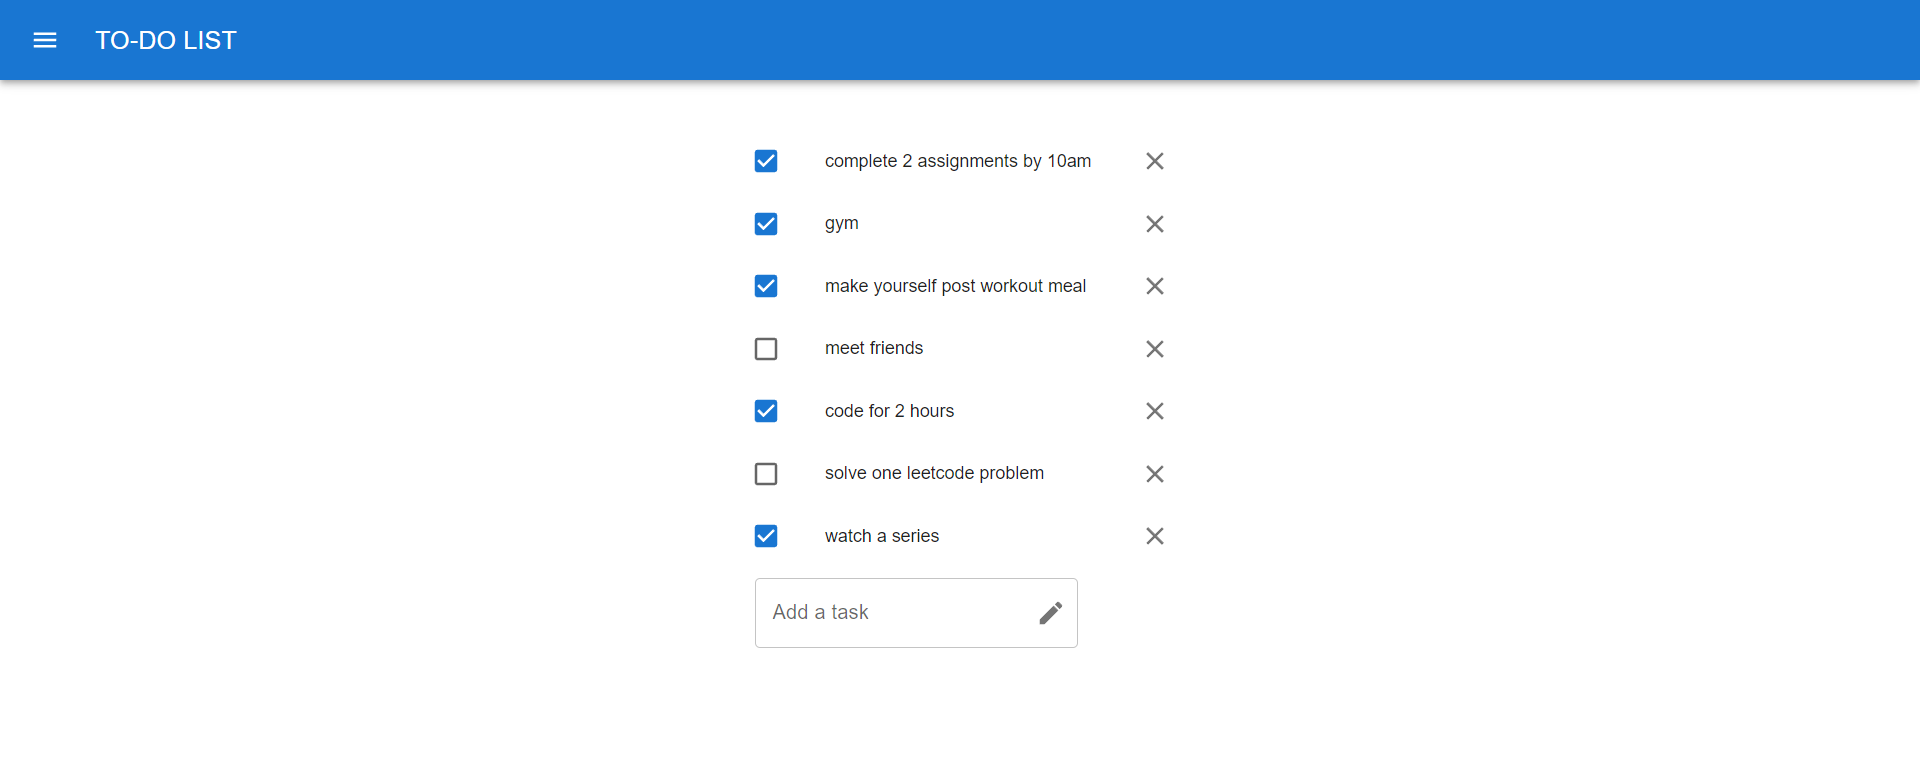 TO-DO LIST
complete 2 assignments by 10am
gym
make yourself post workout meal
meet friends
code for 2 hours
solve one leetcode problem
watch a series
Add a task